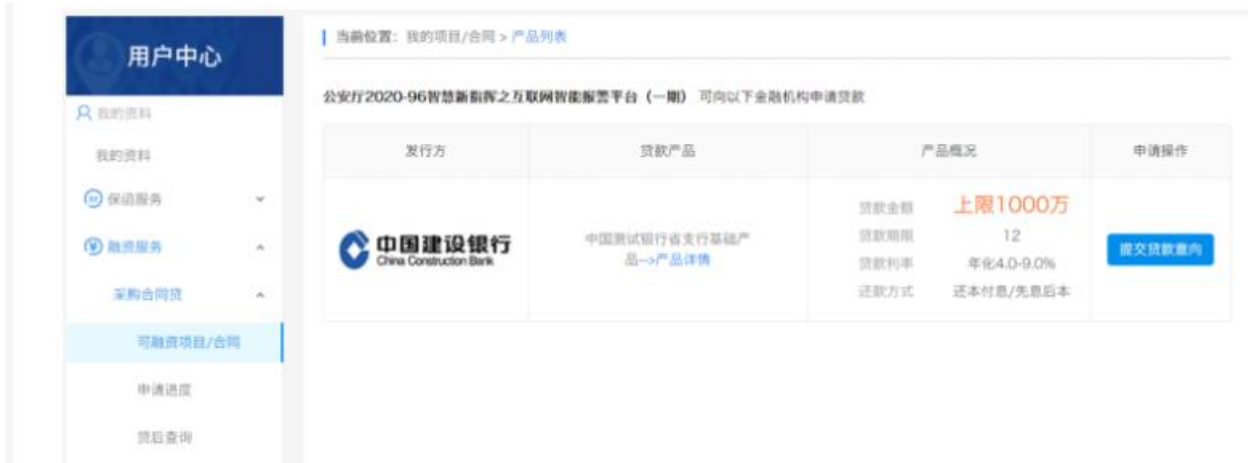 用户中心
当前位置：我的项目/合同 > 产品列表
公安厅2020-96智慧新指挥之互联网智能报警平台（一期） 可向以下金融机构申请贷款
我的资料
我的资料
保函服务
融资服务
采购合同贷
可融资项目/合同
申请进度
贷后查询
发行方 贷款产品 产品概况 申请操作
中国建设银行
China Construction Bank
中国测试银行省支行基础产
品-->产品详情
贷款金额 上限1000万
贷款期限 12
贷款利率 年化4.0-9.0%
还款方式 还本付息/先息后本
提交贷款意向